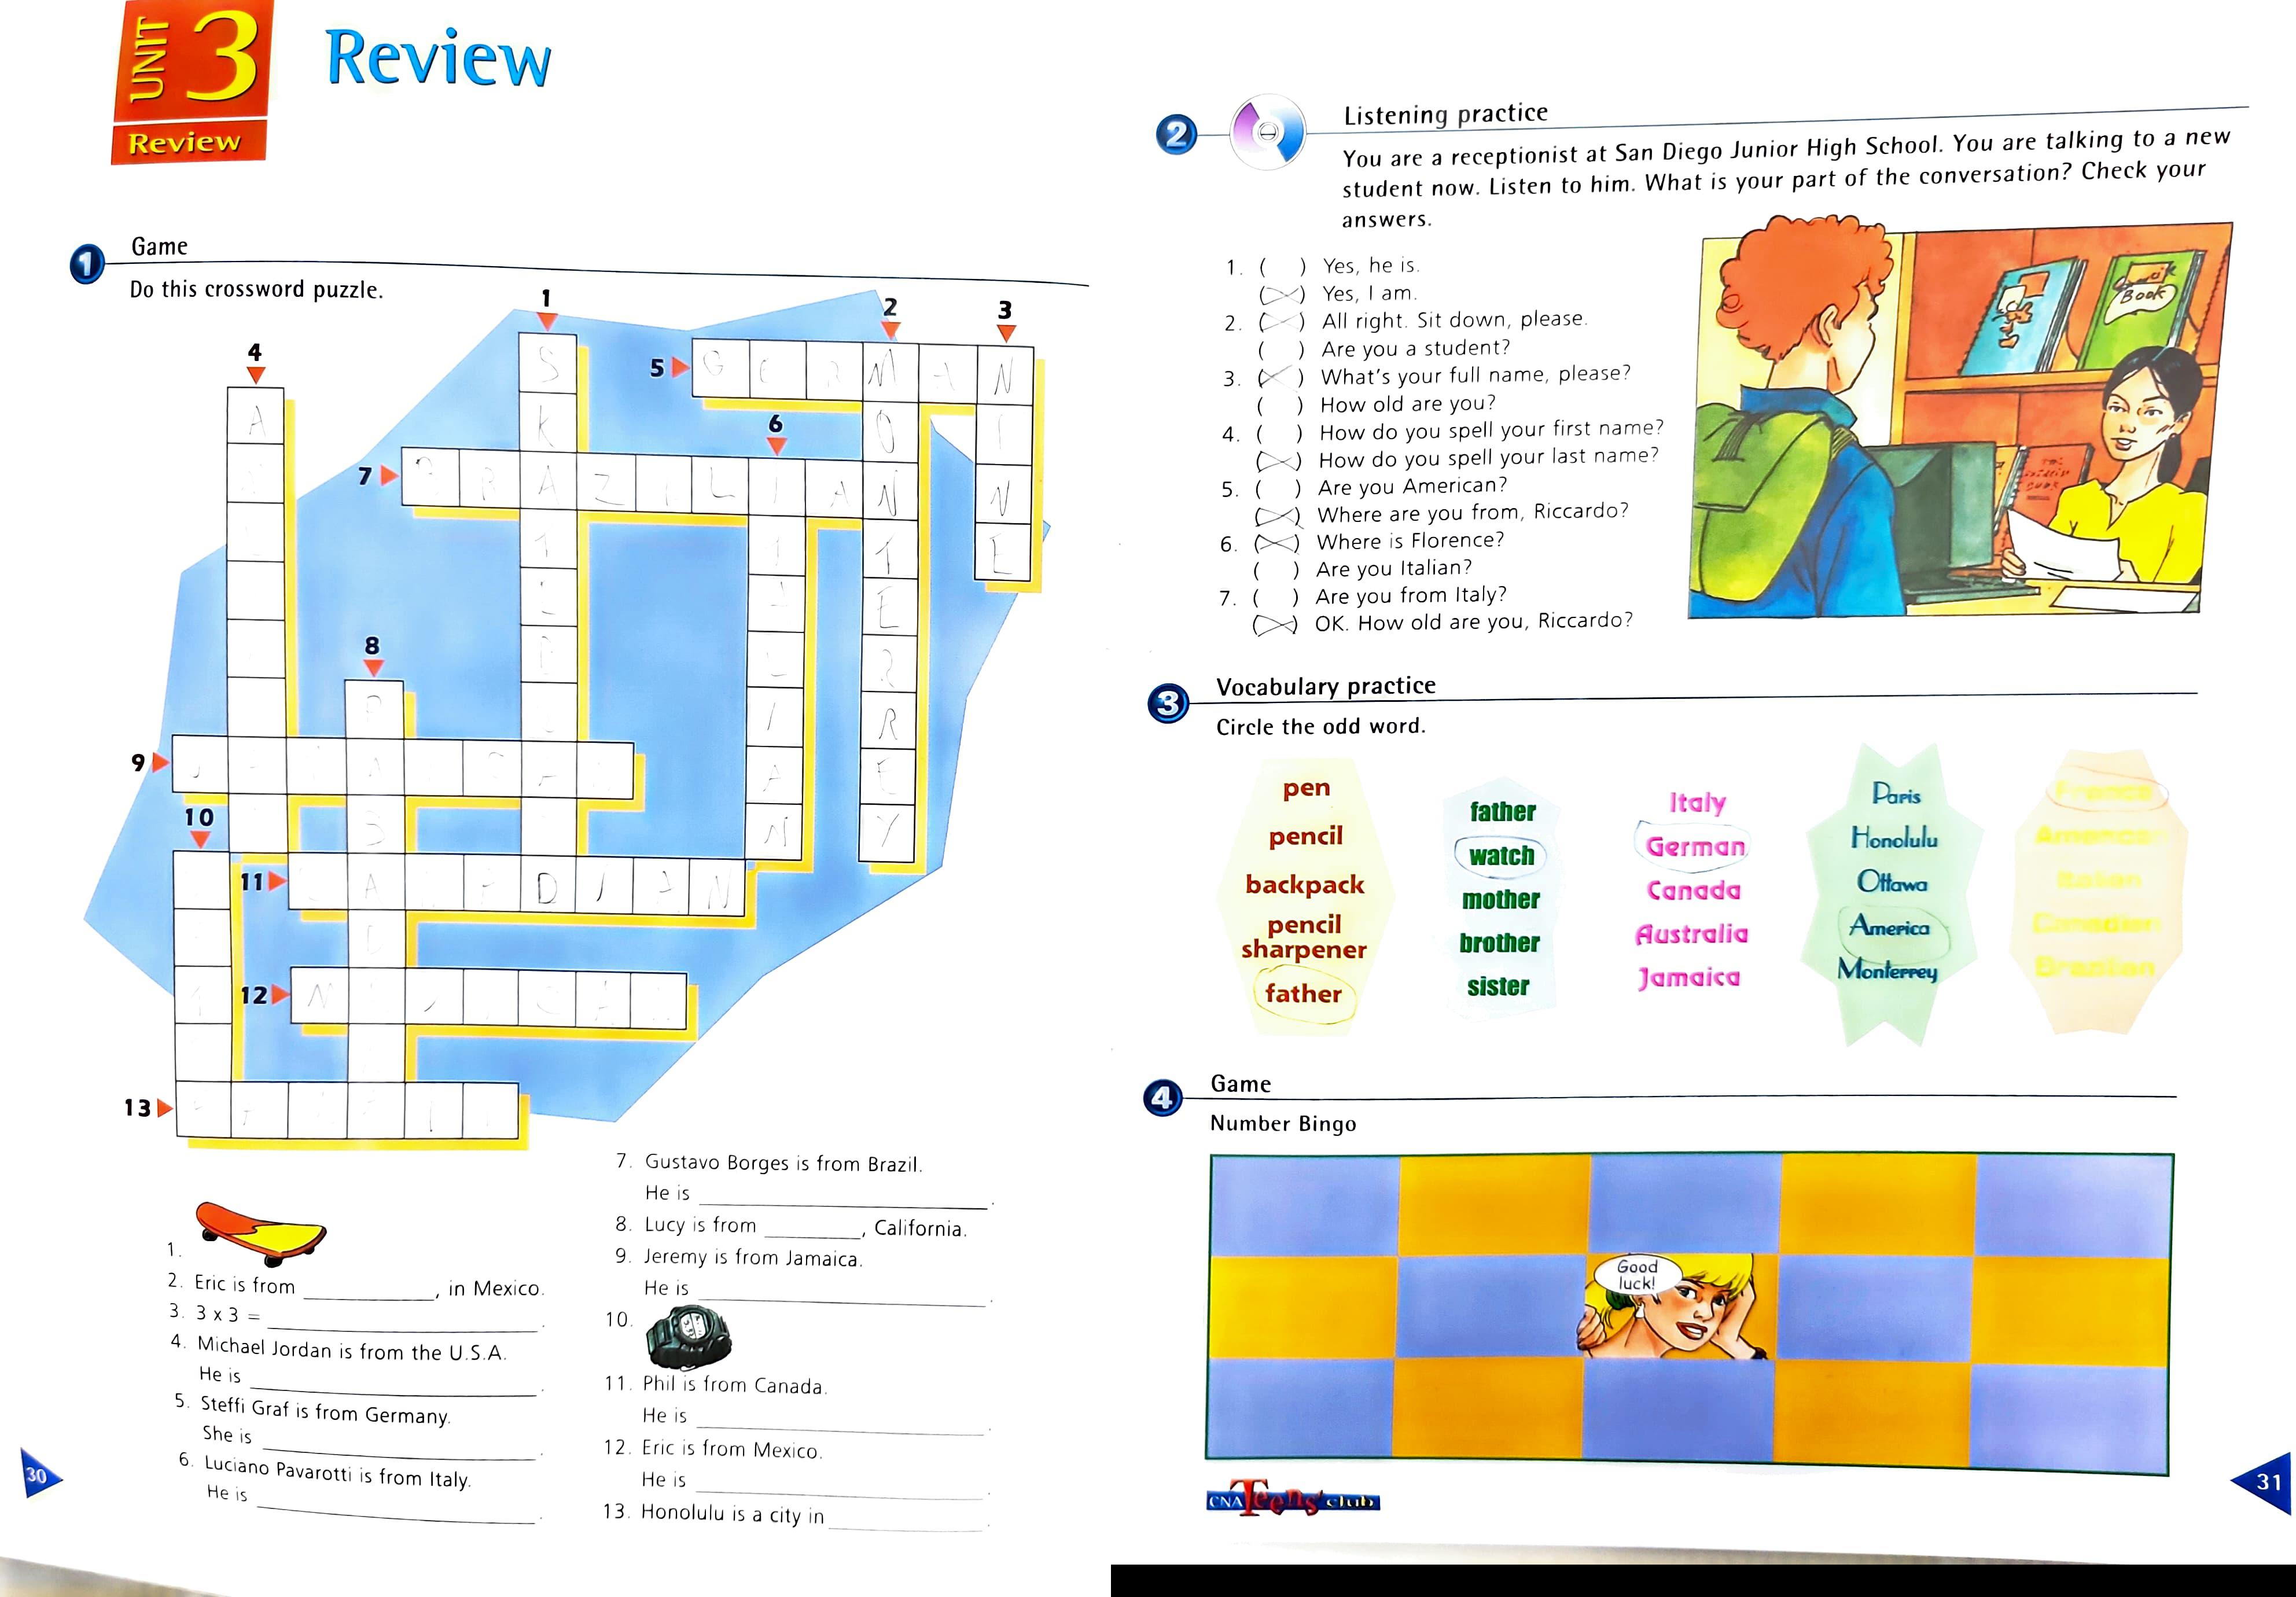 UNIT 3
Review
Review
1 Game
Do this crossword puzzle.
1
2
3
4
5 G E R M A N
6
S
K
A
O
I
7 B R A Z I L I A N
N
T
E
T
A
L
I
A
N
T
E
R
R
E
Y
8
9
10
11 A D I A N
12
13
1.
2. Eric is from ____________, in Mexico.
3. 3 x 3 = ____________.
4. Michael Jordan is from the U.S.A.
He is ____________.
5. Steffi Graf is from Germany.
She is ____________.
6. Luciano Pavarotti is from Italy.
He is ____________.
7. Gustavo Borges is from Brazil.
He is ____________.
8. Lucy is from ____________, California.
9. Jeremy is from Jamaica.
He is ____________.
10.
11. Phil is from Canada.
He is ____________.
12. Eric is from Mexico.
He is ____________.
13. Honolulu is a city in ____________.
30
2 Listening practice
You are a receptionist at San Diego Junior High School. You are talking to a new
student now. Listen to him. What is your part of the conversation? Check your
answers.
1. ( ) Yes, he is.
(X) Yes, I am.
2. (X) All right. Sit down, please.
( ) Are you a student?
3. (X) What's your full name, please?
( ) How old are you?
4. ( ) How do you spell your first name?
(X) How do you spell your last name?
5. ( ) Are you American?
(X) Where are you from, Riccardo?
6. (X) Where is Florence?
( ) Are you Italian?
7. ( ) Are you from Italy?
(X) OK. How old are you, Riccardo?
Book
3 Vocabulary practice
Circle the odd word.
pen
pencil
backpack
pencil
sharpener
father
father
watch
mother
brother
sister
Italy
German
Canada
Australia
Jamaica
Paris
Honolulu
Ottawa
America
Monterrey
France
American
Italian
Canadian
Brazilian
4 Game
Number Bingo
Good
luck!
CNA Teens' club
31